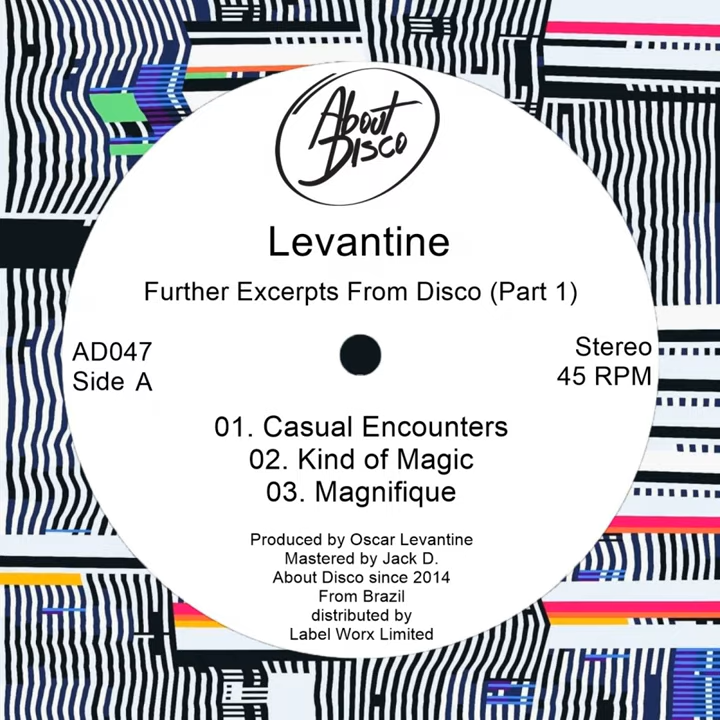 About
Disco
Levantine
Further Excerpts From Disco (Part 1)
AD047
Side A
Stereo
45 RPM
01. Casual Encounters
02. Kind of Magic
03. Magnifique
Produced by Oscar Levantine
Mastered by Jack D.
About Disco since 2014
From Brazil
distributed by
Label Worx Limited